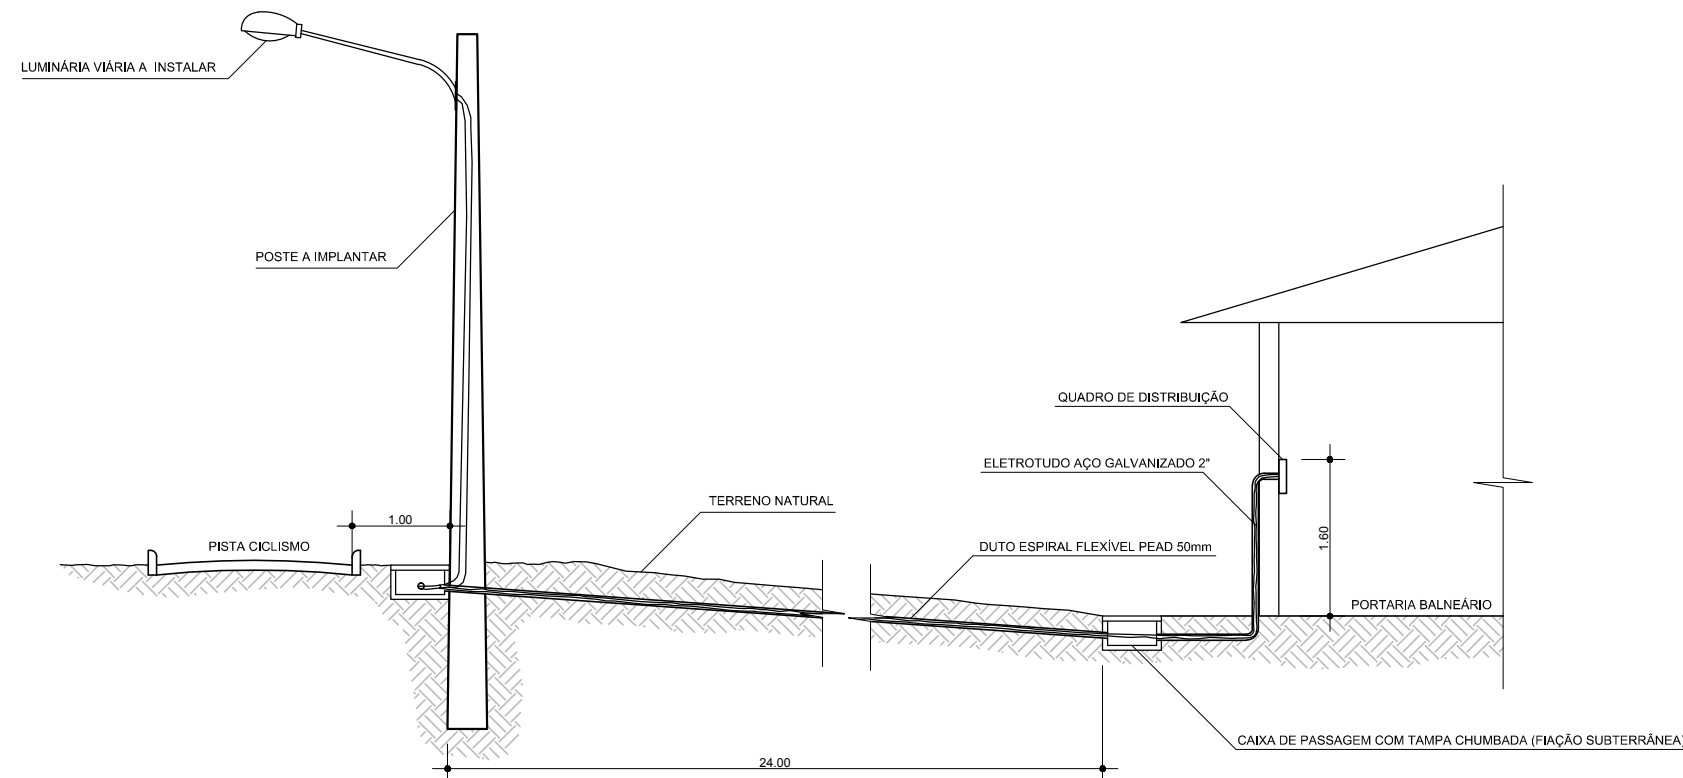 LUMINÁRIA VIÁRIA A INSTALAR
POSTE A IMPLANTAR
QUADRO DE DISTRIBUIÇÃO
ELETROTUDO AÇO GALVANIZADO 2"
TERRENO NATURAL
1.00
1.60
PISTA CICLISMO
DUTO ESPIRAL FLEXÍVEL PEAD 50mm
PORTARIA BALNEÁRIO
CAIXA DE PASSAGEM COM TAMPA CHUMBADA (FIAÇÃO SUBTERRÂNEA)
24.00